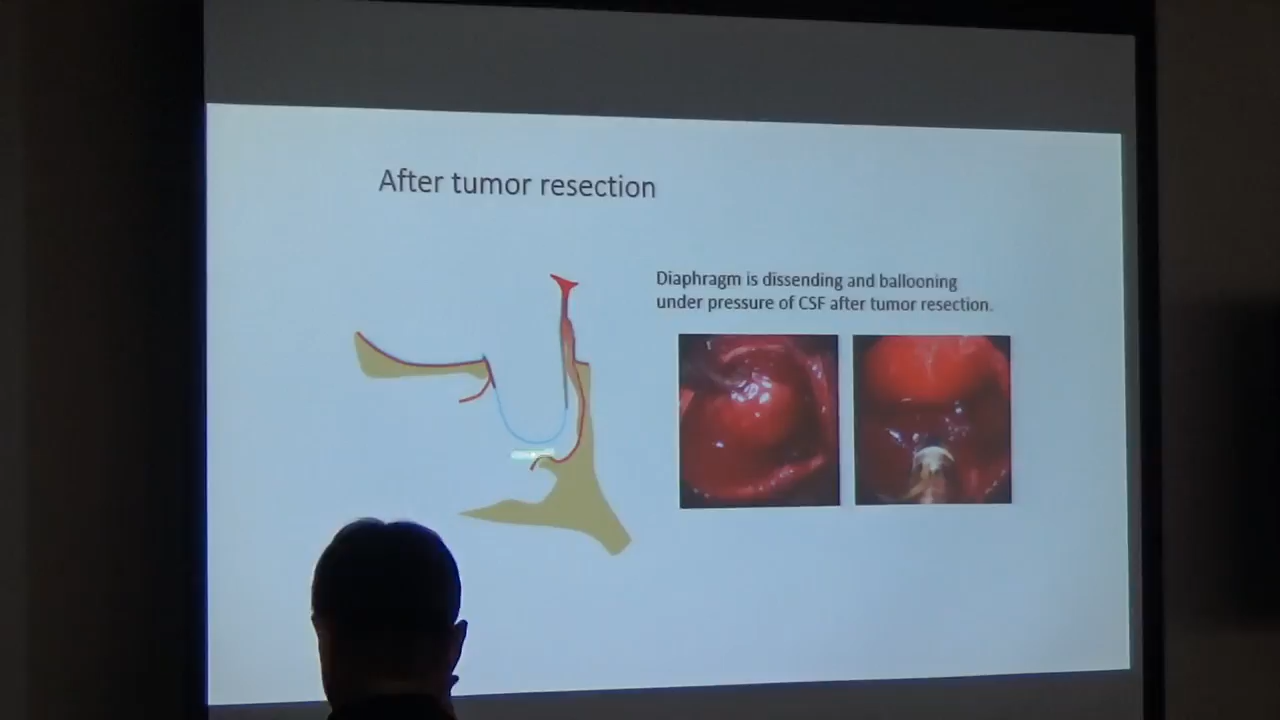 After tumor resection
Diaphragm is dissending and ballooning
under pressure of CSF after tumor resection.